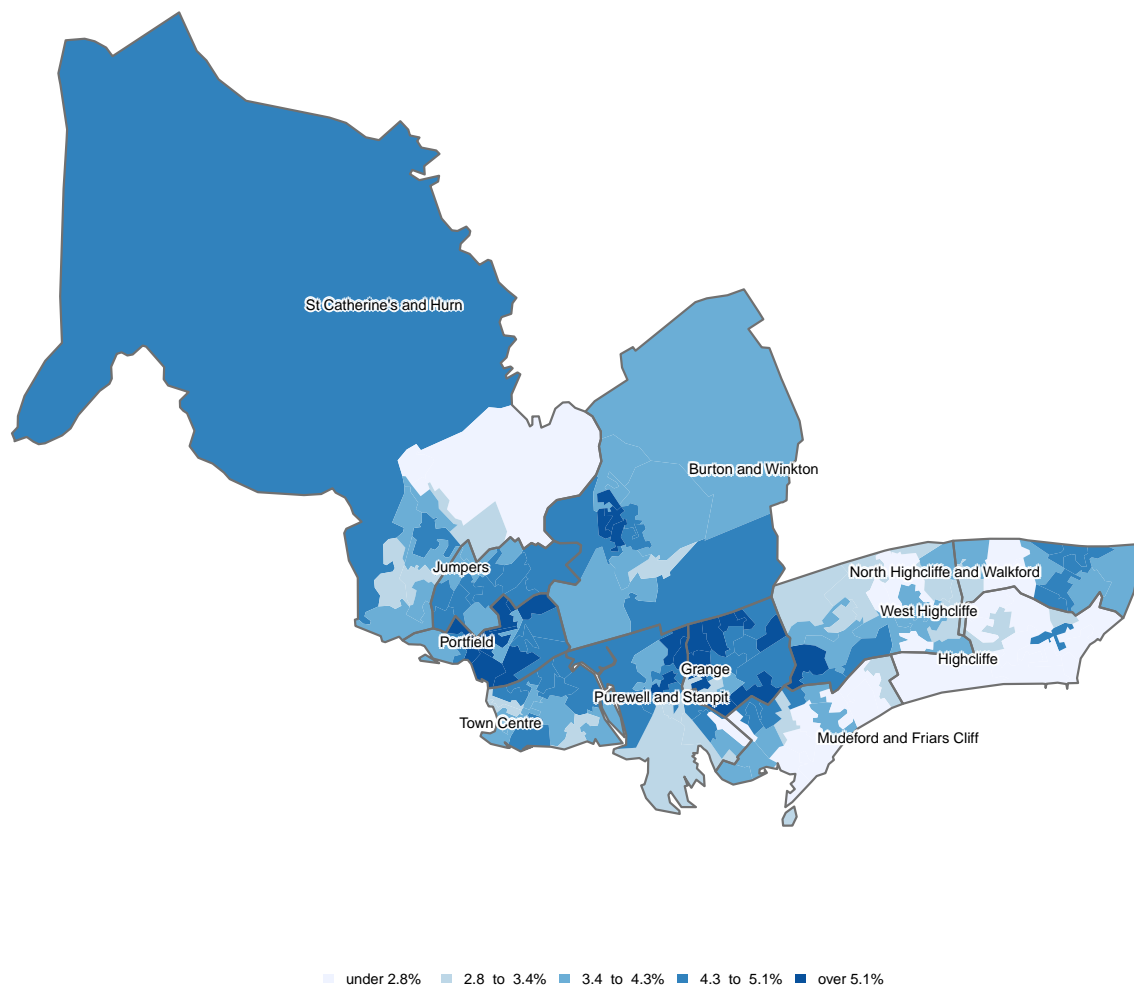 St Catherine's and Hurn
Burton and Winkton
Jumpers
North Highcliffe and Walkford
West Highcliffe
Portfield
Highcliffe
Grange
Purewell and Stanpit
Town Centre
Mudeford and Friars Cliff
under 2.8% 2.8 to 3.4% 3.4 to 4.3% 4.3 to 5.1% over 5.1%